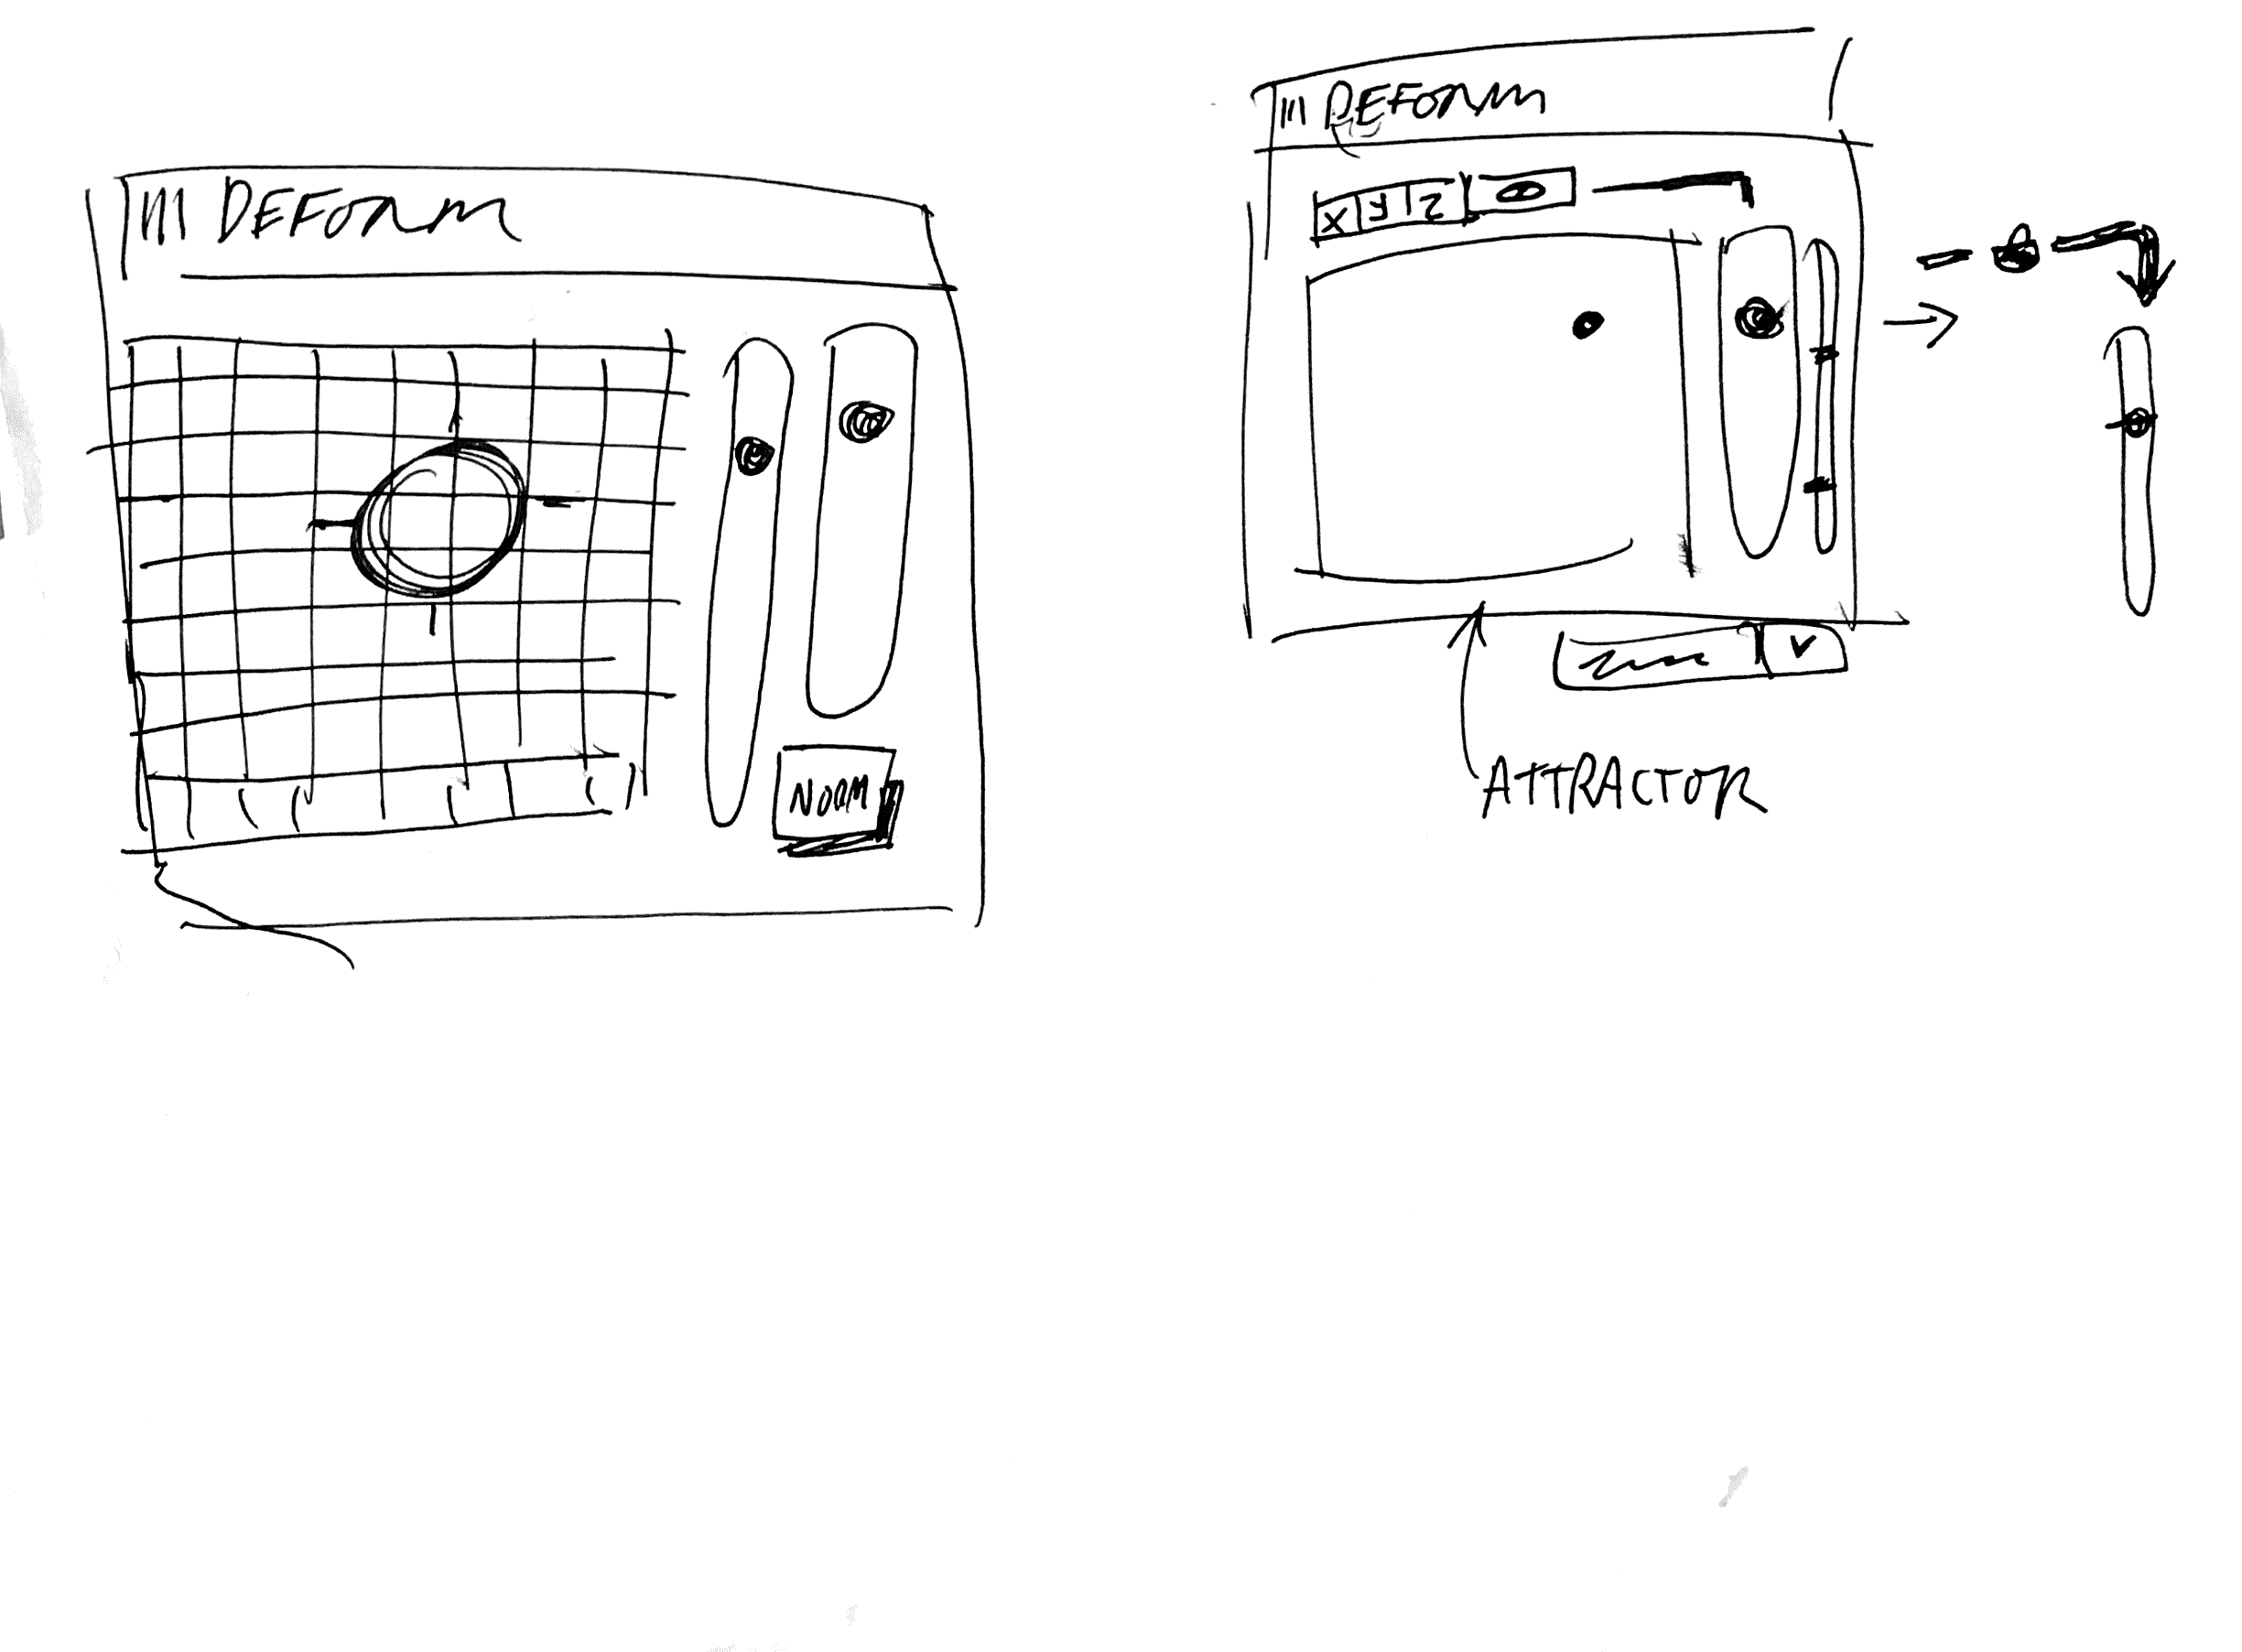 DEFORM
NORM
DEFORM
X Y Z
ATTRACTOR